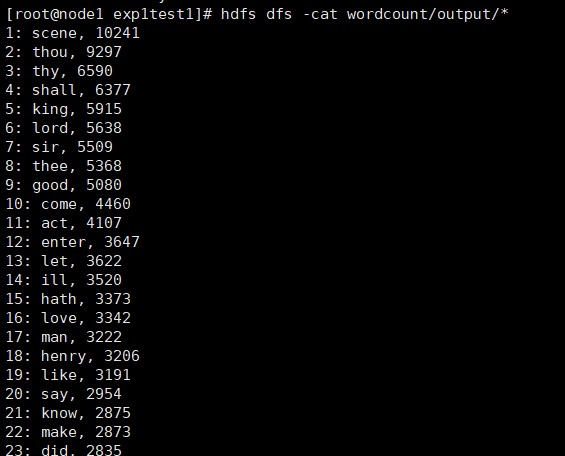 [root@node1 exp1test1]# hdfs dfs -cat wordcount/output/*
1: scene, 10241
2: thou, 9297
3: thy, 6590
4: shall, 6377
5: king, 5915
6: lord, 5638
7: sir, 5509
8: thee, 5368
9: good, 5080
10: come, 4460
11: act, 4107
12: enter, 3647
13: let, 3622
14: ill, 3520
15: hath, 3373
16: love, 3342
17: man, 3222
18: henry, 3206
19: like, 3191
20: say, 2954
21: know, 2875
22: make, 2873
23: did, 2835